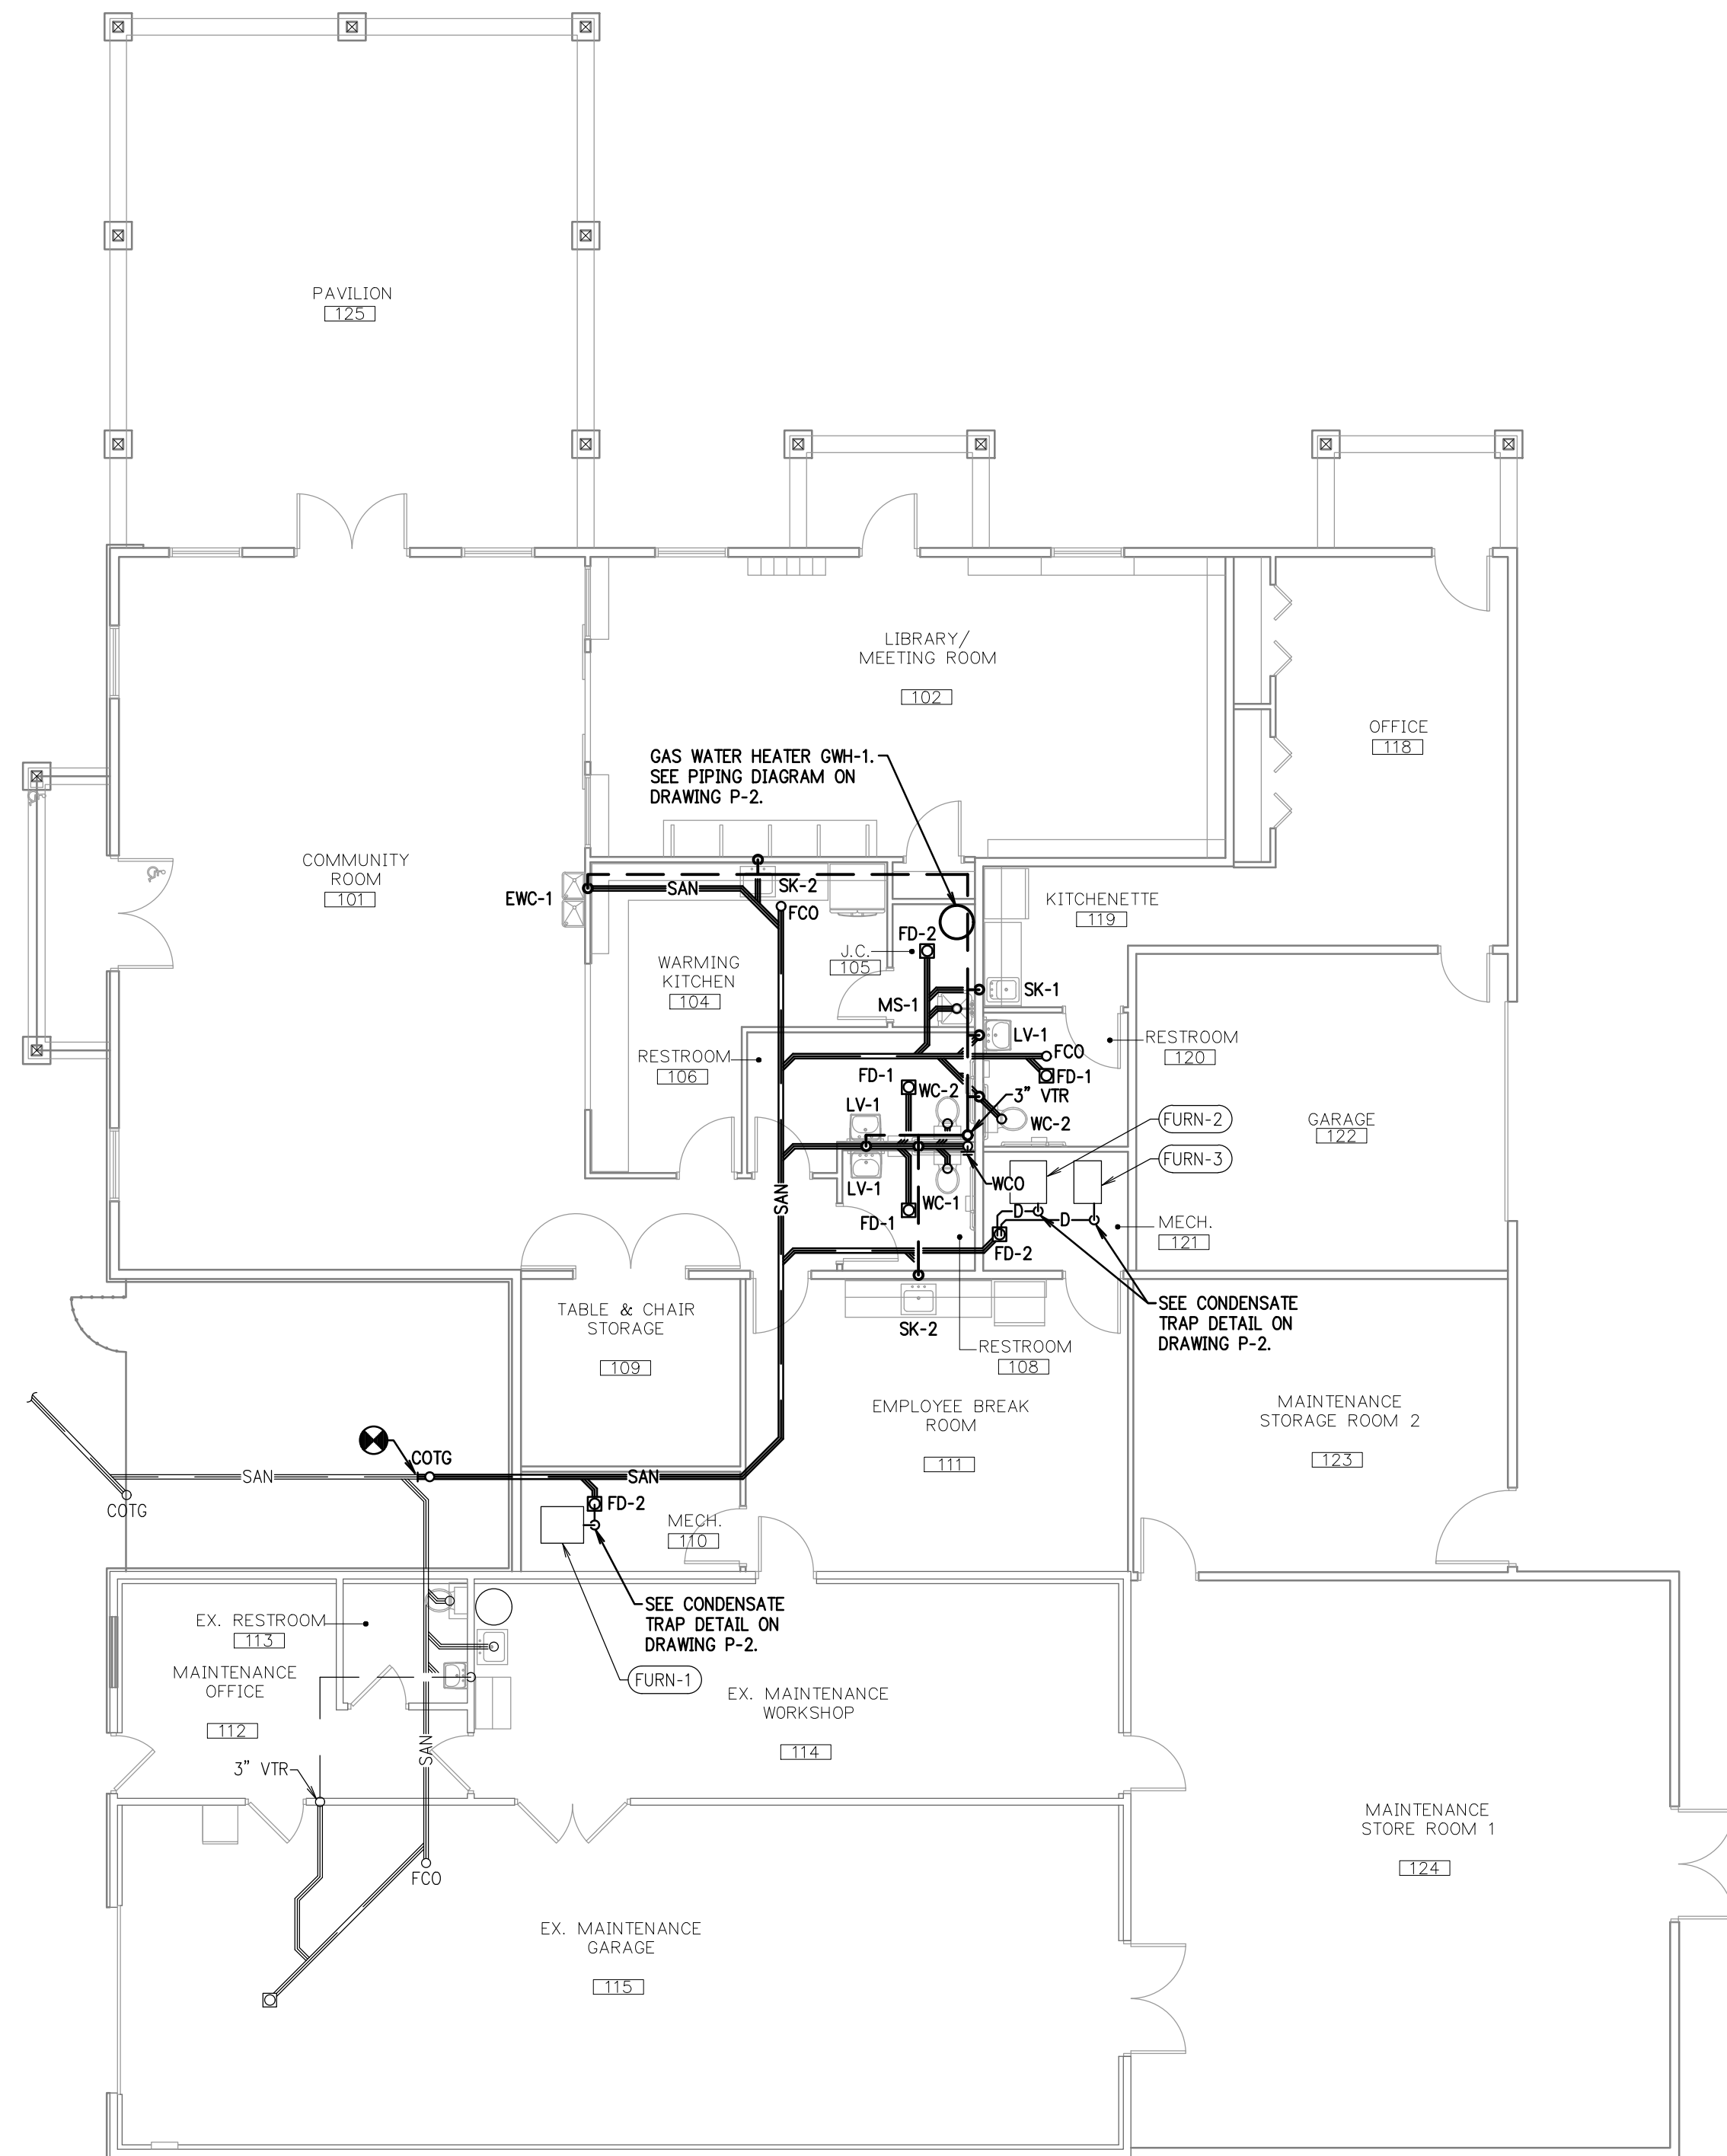 PAVILION
125
LIBRARY/
MEETING ROOM
102
OFFICE
118
GAS WATER HEATER GWH-1.
SEE PIPING DIAGRAM ON
DRAWING P-2.
COMMUNITY
ROOM
101
EWC-1
SAN
SK-2
FCO
KITCHENETTE
119
FD-2
J.C.
105
WARMING
KITCHEN
104
SK-1
MS-1
LV-1
RESTROOM
120
FCO
RESTROOM
106
FD-1
FD-1
WC-2
3" VTR
LV-1
WC-2
FURN-2
GARAGE
122
FURN-3
SAN
LV-1
WCO
WC-1
FD-1
D
D
MECH.
121
FD-2
SEE CONDENSATE
TRAP DETAIL ON
DRAWING P-2.
TABLE & CHAIR
STORAGE
109
SK-2
RESTROOM
108
EMPLOYEE BREAK
ROOM
111
MAINTENANCE
STORAGE ROOM 2
123
COTG
SAN
SAN
COTG
FD-2
MECH.
110
SEE CONDENSATE
TRAP DETAIL ON
DRAWING P-2.
EX. RESTROOM
113
MAINTENANCE
OFFICE
112
FURN-1
EX. MAINTENANCE
WORKSHOP
114
SAN
3" VTR
FCO
MAINTENANCE
STORE ROOM 1
124
EX. MAINTENANCE
GARAGE
115